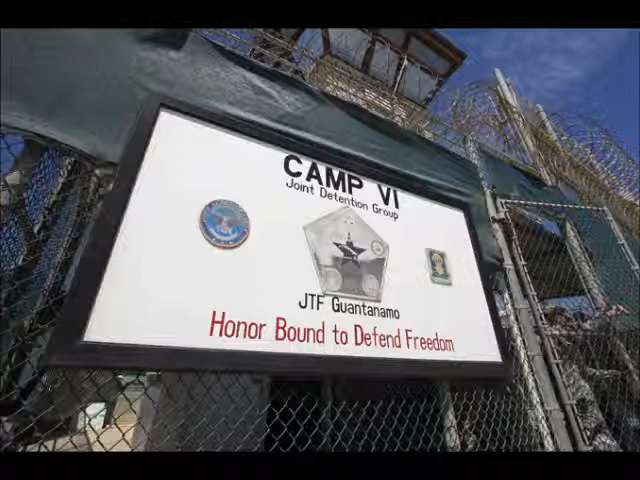 CAMP VI
Joint Detention Group
JTF Guantanamo
Honor Bound to Defend Freedom